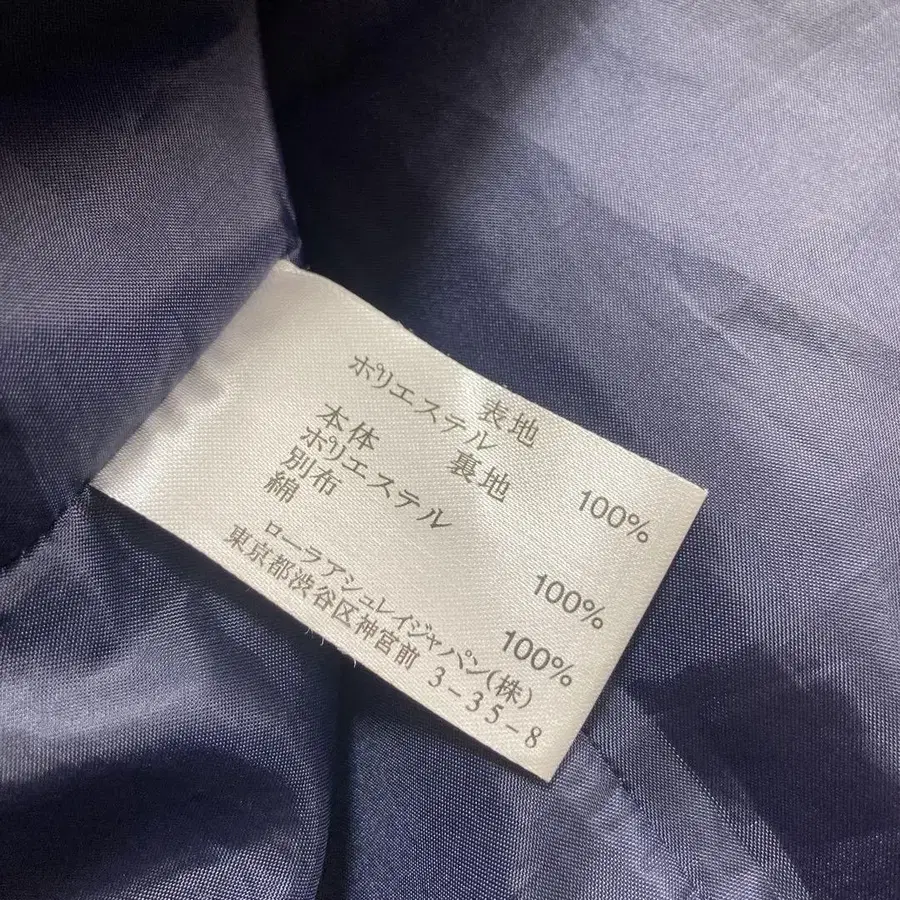 表地
ポリエステル 100%
裏地
本体
ポリエステル 100%
別布
綿 100%
ローラアシュレイジャパン(株)
東京都渋谷区神宮前 3-35-8